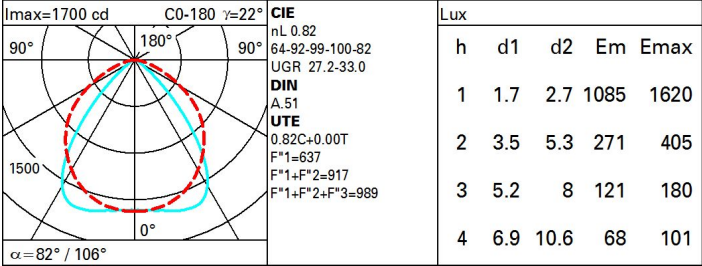 Imax=1700 cd C0-180 γ=22°
90° 180° 90°
1500
0°
α=82° / 106°
CIE
nL 0.82
64-92-99-100-82
UGR 27.2-33.0
DIN
A.51
UTE
0.82C+0.00T
F"1=637
F"1+F"2=917
F"1+F"2+F"3=989
Lux
h d1 d2 Em Emax
1 1.7 2.7 1085 1620
2 3.5 5.3 271 405
3 5.2 8 121 180
4 6.9 10.6 68 101